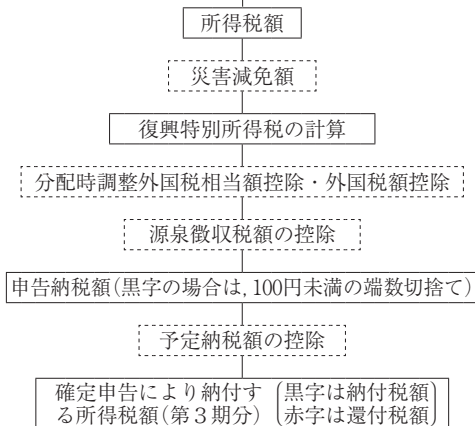 所得税額
災害減免額
復興特別所得税の計算
分配時調整外国税相当額控除・外国税額控除
源泉徴収税額の控除
申告納税額(黒字の場合は,100円未満の端数切捨て)
予定納税額の控除
確定申告により納付す 黒字は納付税額
る所得税額(第3期分) 赤字は還付税額